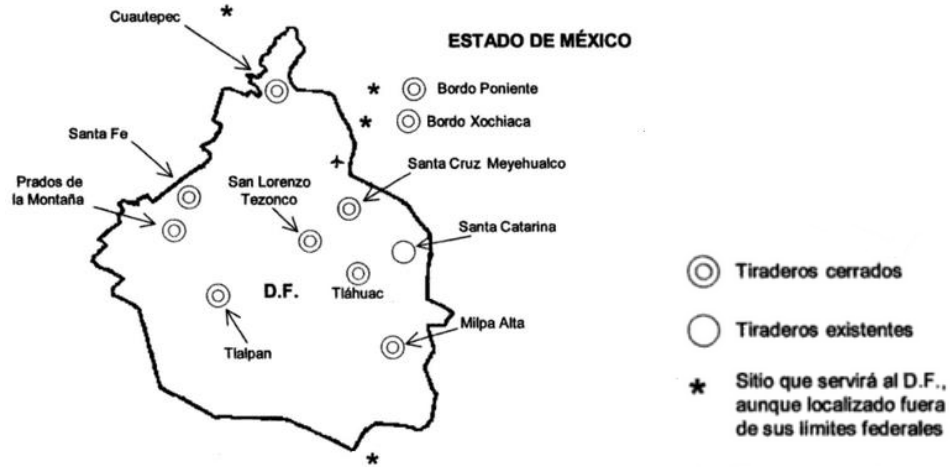 Cuautepec
*
ESTADO DE MÉXICO
* Bordo Poniente
* Bordo Xochiaca
Santa Fe
Santa Cruz Meyehualco
Prados de
la Montaña
San Lorenzo
Tezonco
Santa Catarina
D.F.
Tláhuac
Tlalpan
Milpa Alta
*
Tiraderos cerrados
Tiraderos existentes
* Sitio que servirá al D.F.,
aunque localizado fuera
de sus límites federales